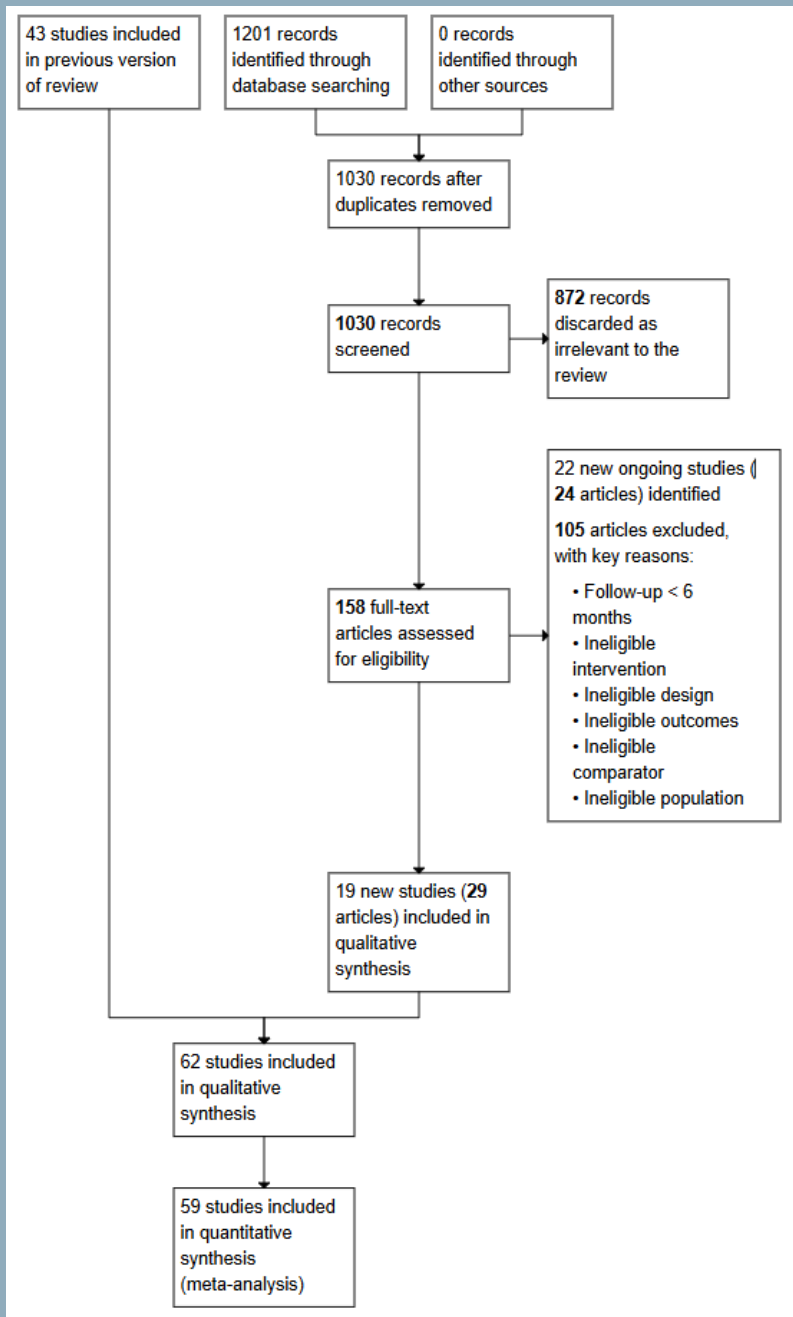 43 studies included
in previous version
of review
1201 records
identified through
database searching
0 records
identified through
other sources
1030 records after
duplicates removed
1030 records
screened
872 records
discarded as
irrelevant to the
review
22 new ongoing studies (
24 articles) identified
105 articles excluded,
with key reasons:
• Follow-up < 6
months
• Ineligible
intervention
• Ineligible design
• Ineligible outcomes
• Ineligible
comparator
• Ineligible population
158 full-text
articles assessed
for eligibility
19 new studies (29
articles) included in
qualitative
synthesis
62 studies included
in qualitative
synthesis
59 studies included
in quantitative
synthesis
(meta-analysis)